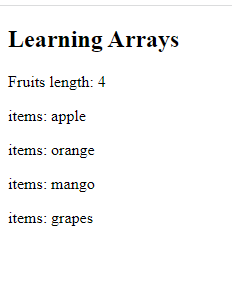 Learning Arrays
Fruits length: 4
items: apple
items: orange
items: mango
items: grapes